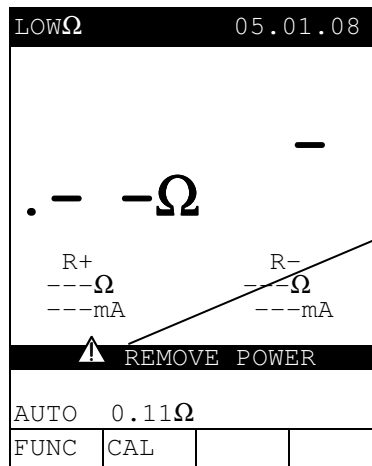 LOWΩ 05.01.08
-
.- -Ω
R+ R-
---Ω ---Ω
---mA ---mA
REMOVE POWER
AUTO 0.11Ω
FUNC CAL